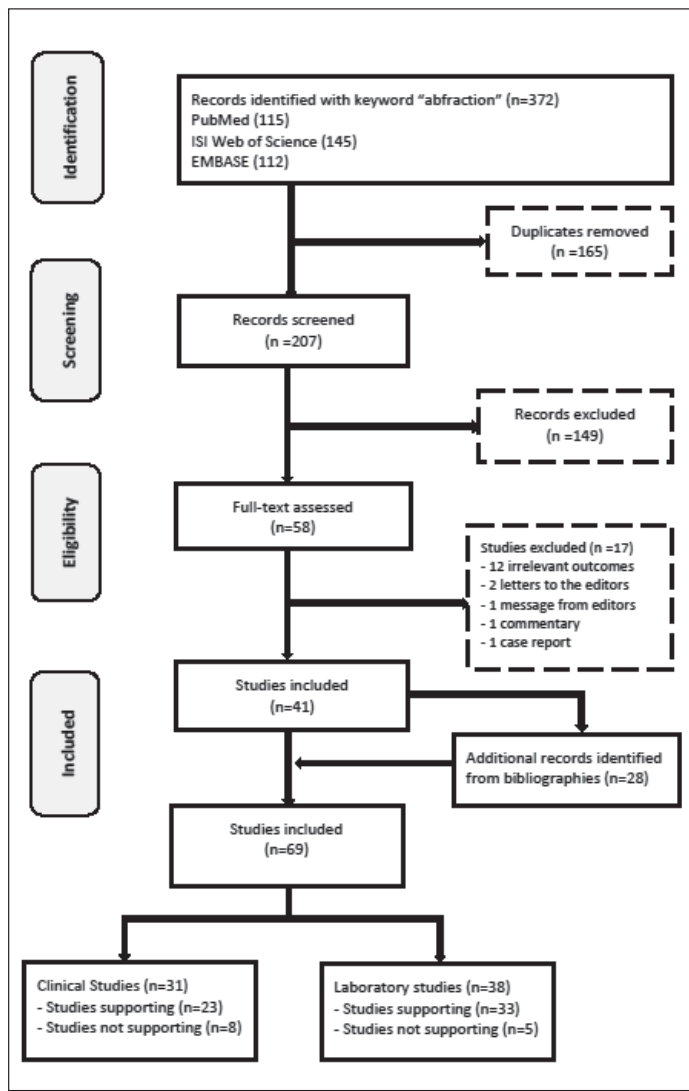 Identification
Records identified with keyword “abfraction” (n=372)
PubMed (115)
ISI Web of Science (145)
EMBASE (112)
Duplicates removed
(n =165)
Screening
Records screened
(n =207)
Records excluded
(n =149)
Eligibility
Full-text assessed
(n=58)
Studies excluded (n =17)
- 12 irrelevant outcomes
- 2 letters to the editors
- 1 message from editors
- 1 commentary
- 1 case report
Included
Studies included
(n=41)
Additional records identified
from bibliographies (n=28)
Studies included
(n=69)
Clinical Studies (n=31)
- Studies supporting (n=23)
- Studies not supporting (n=8)
Laboratory studies (n=38)
- Studies supporting (n=33)
- Studies not supporting (n=5)